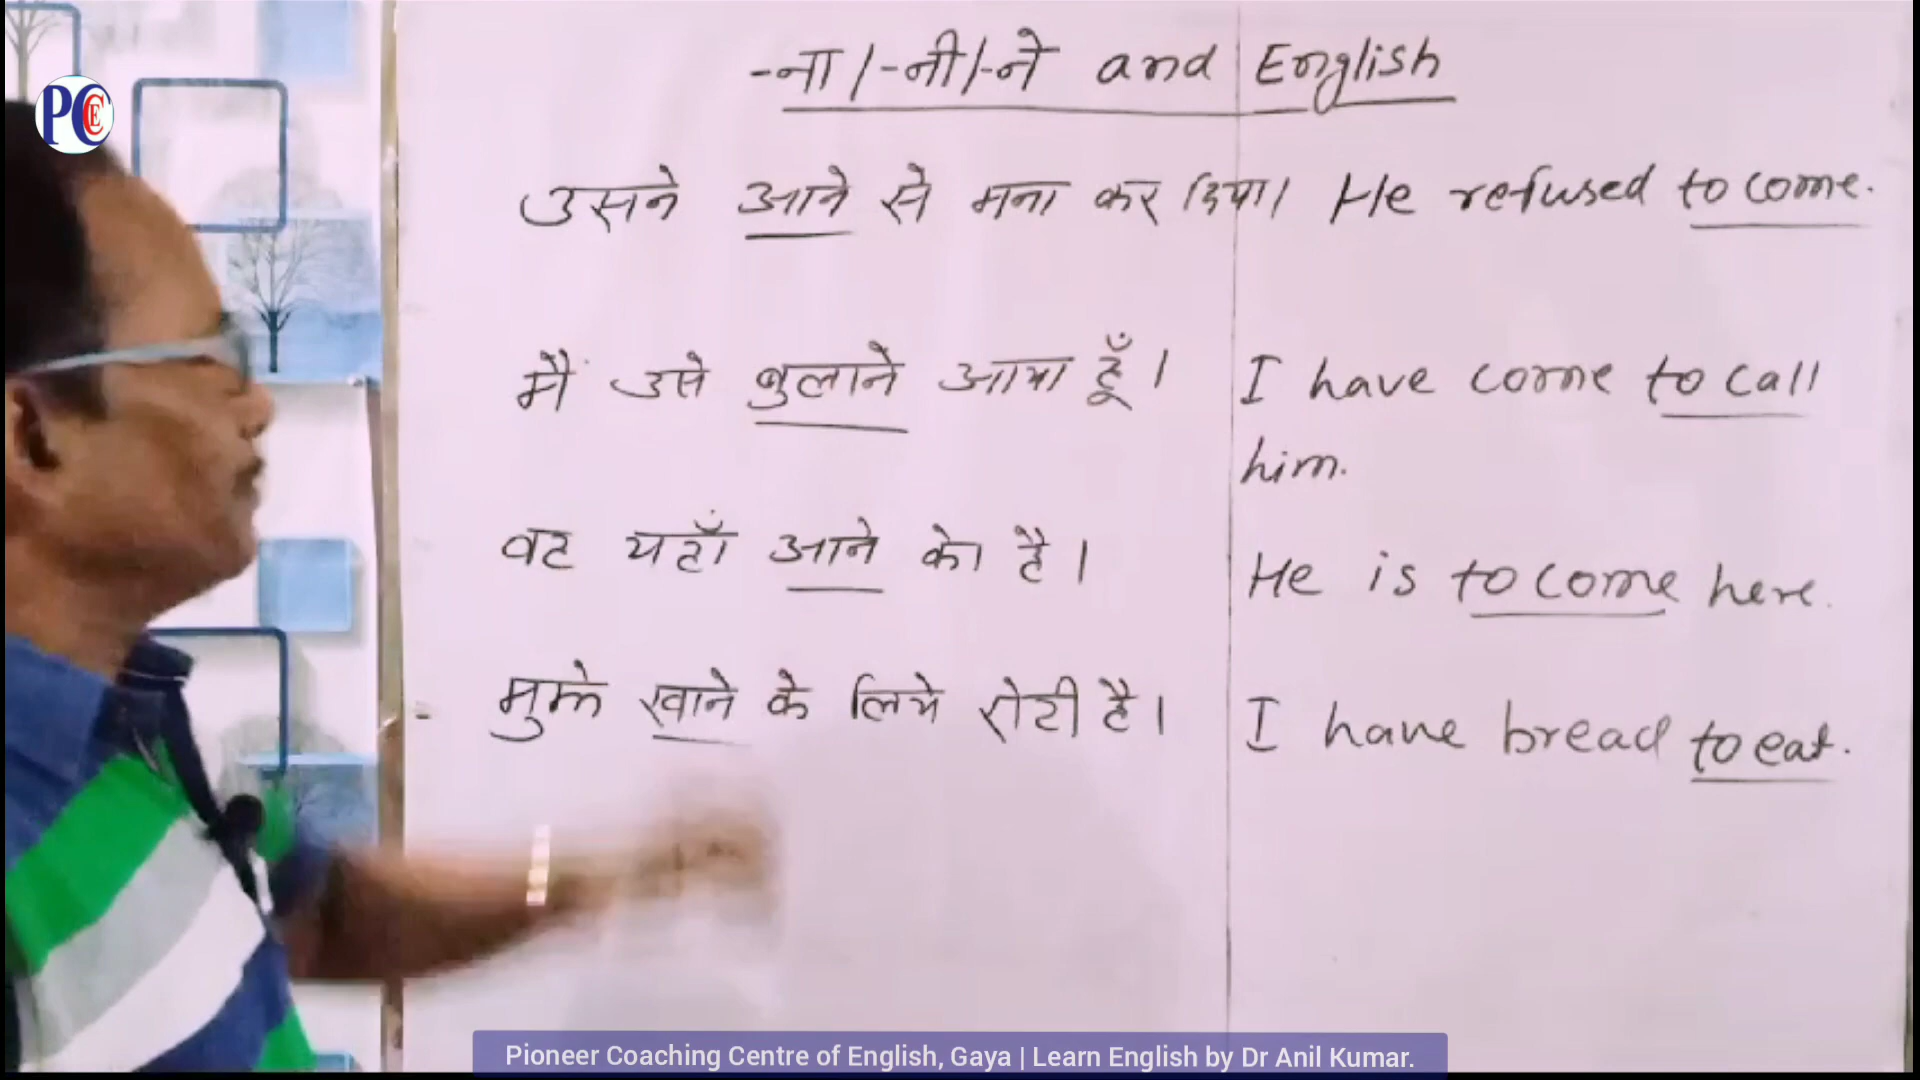 PCCE
-ना/-नी/-ने and English
उसने आने से मना कर दिया। He refused to come.
मैं उसे बुलाने आया हूँ। I have come to call
him.
वह यहाँ आने को है। He is to come here.
मुझे खाने के लिये रोटी है। I have bread to eat.
Pioneer Coaching Centre of English, Gaya | Learn English by Dr Anil Kumar.